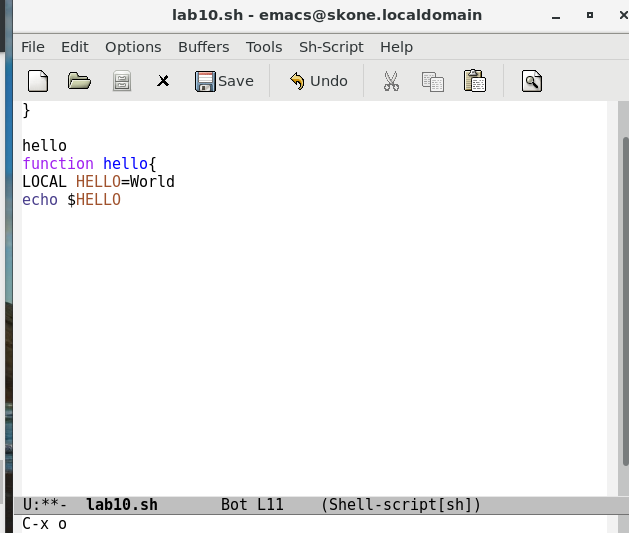 lab10.sh - emacs@skone.localdomain
File Edit Options Buffers Tools Sh-Script Help
Save Undo
}
hello
function hello{
LOCAL HELLO=World
echo $HELLO
U:**- lab10.sh Bot L11 (Shell-script[sh])
C-x o